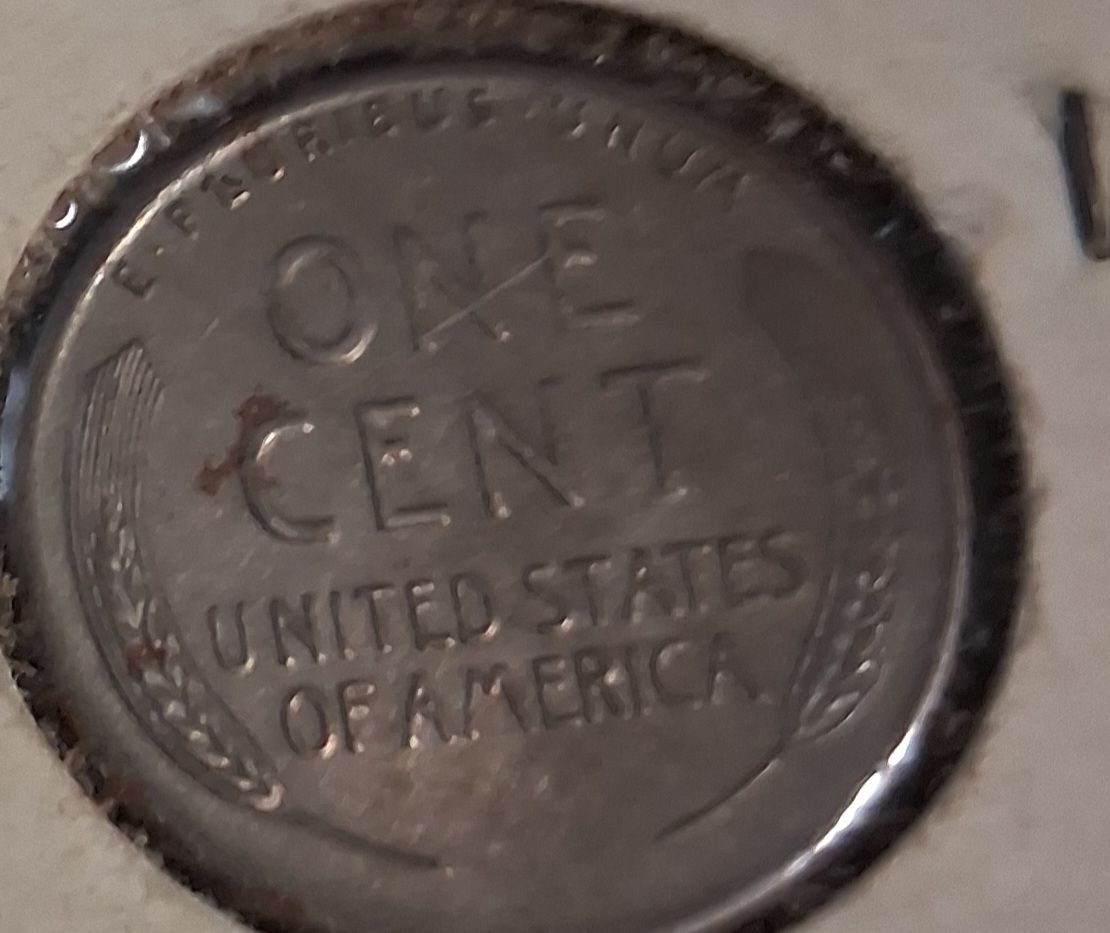 E·PLURIBUS·UNUM
ONE
CENT
UNITED STATES
OF AMERICA